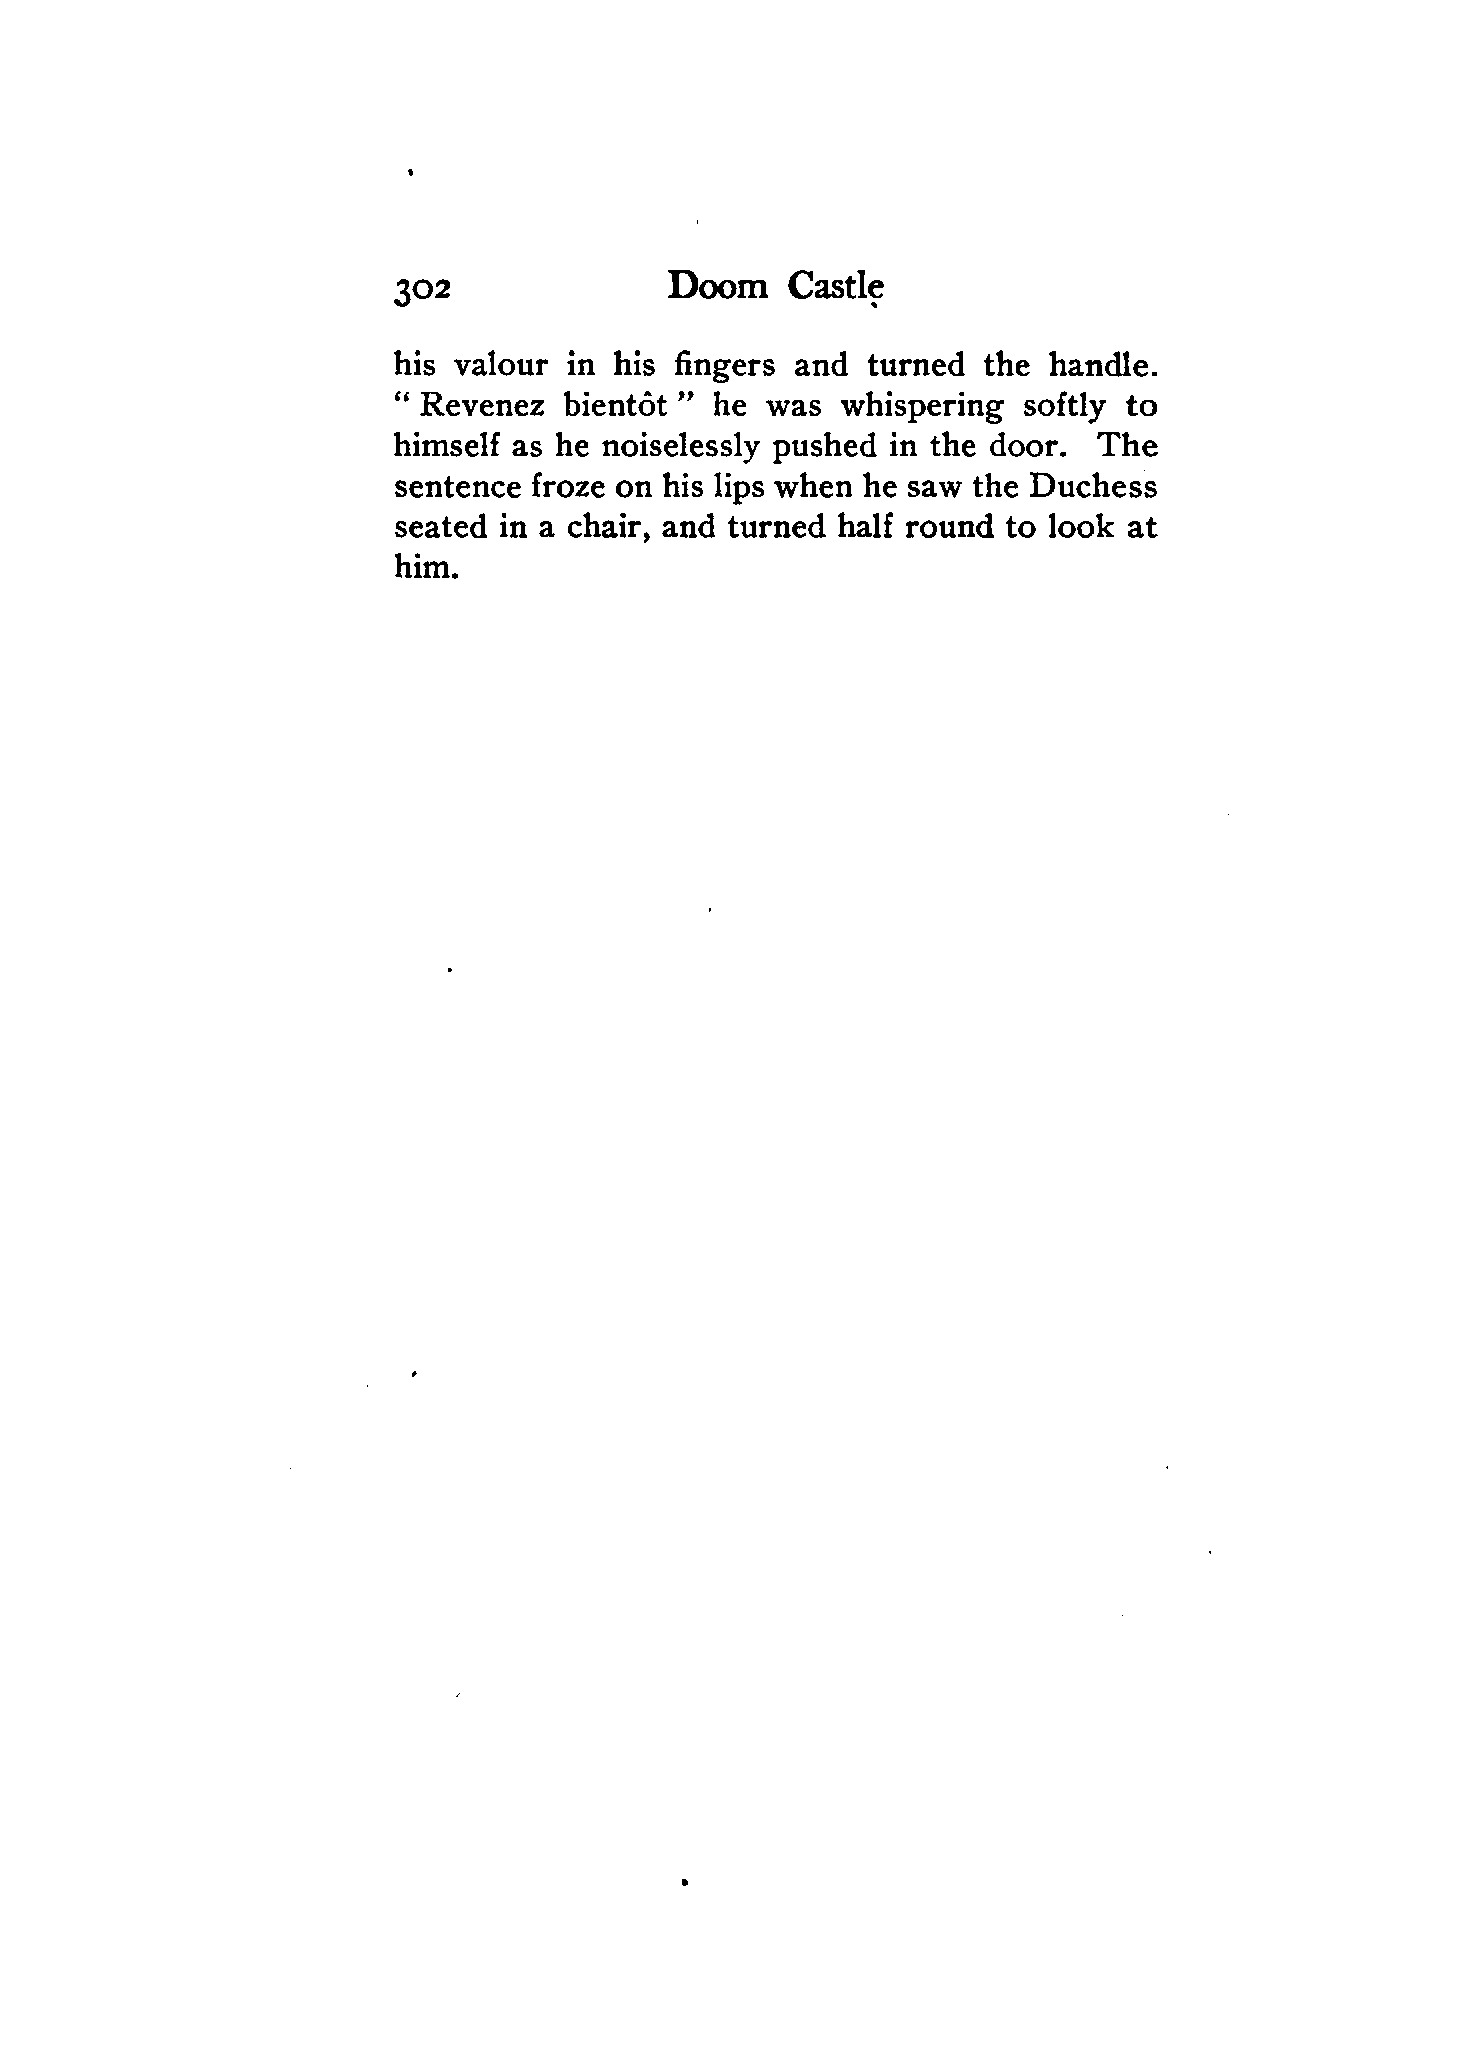 302 Doom Castle
his valour in his fingers and turned the handle.
“ Revenez bientôt ” he was whispering softly to
himself as he noiselessly pushed in the door. The
sentence froze on his lips when he saw the Duchess
seated in a chair, and turned half round to look at
him.